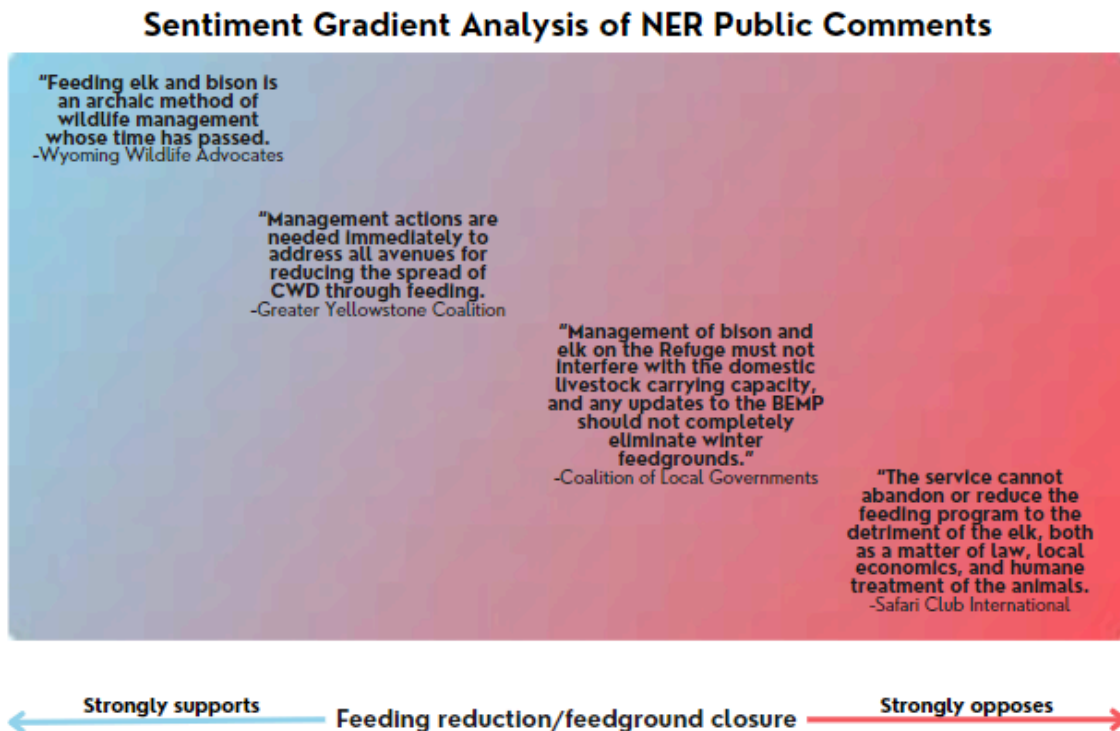 Sentiment Gradient Analysis of NER Public Comments
"Feeding elk and bison is
an archaic method of
wildlife management
whose time has passed.
-Wyoming Wildlife Advocates
"Management actions are
needed immediately to
address all avenues for
reducing the spread of
CWD through feeding.
-Greater Yellowstone Coalition
"Management of bison and
elk on the Refuge must not
interfere with the domestic
livestock carrying capacity,
and any updates to the BEMP
should not completely
eliminate winter
feedgrounds."
-Coalition of Local Governments
"The service cannot
abandon or reduce the
feeding program to the
detriment of the elk, both
as a matter of law, local
economics, and humane
treatment of the animals.
-Safari Club International
Strongly supports
Feeding reduction/feedground closure
Strongly opposes